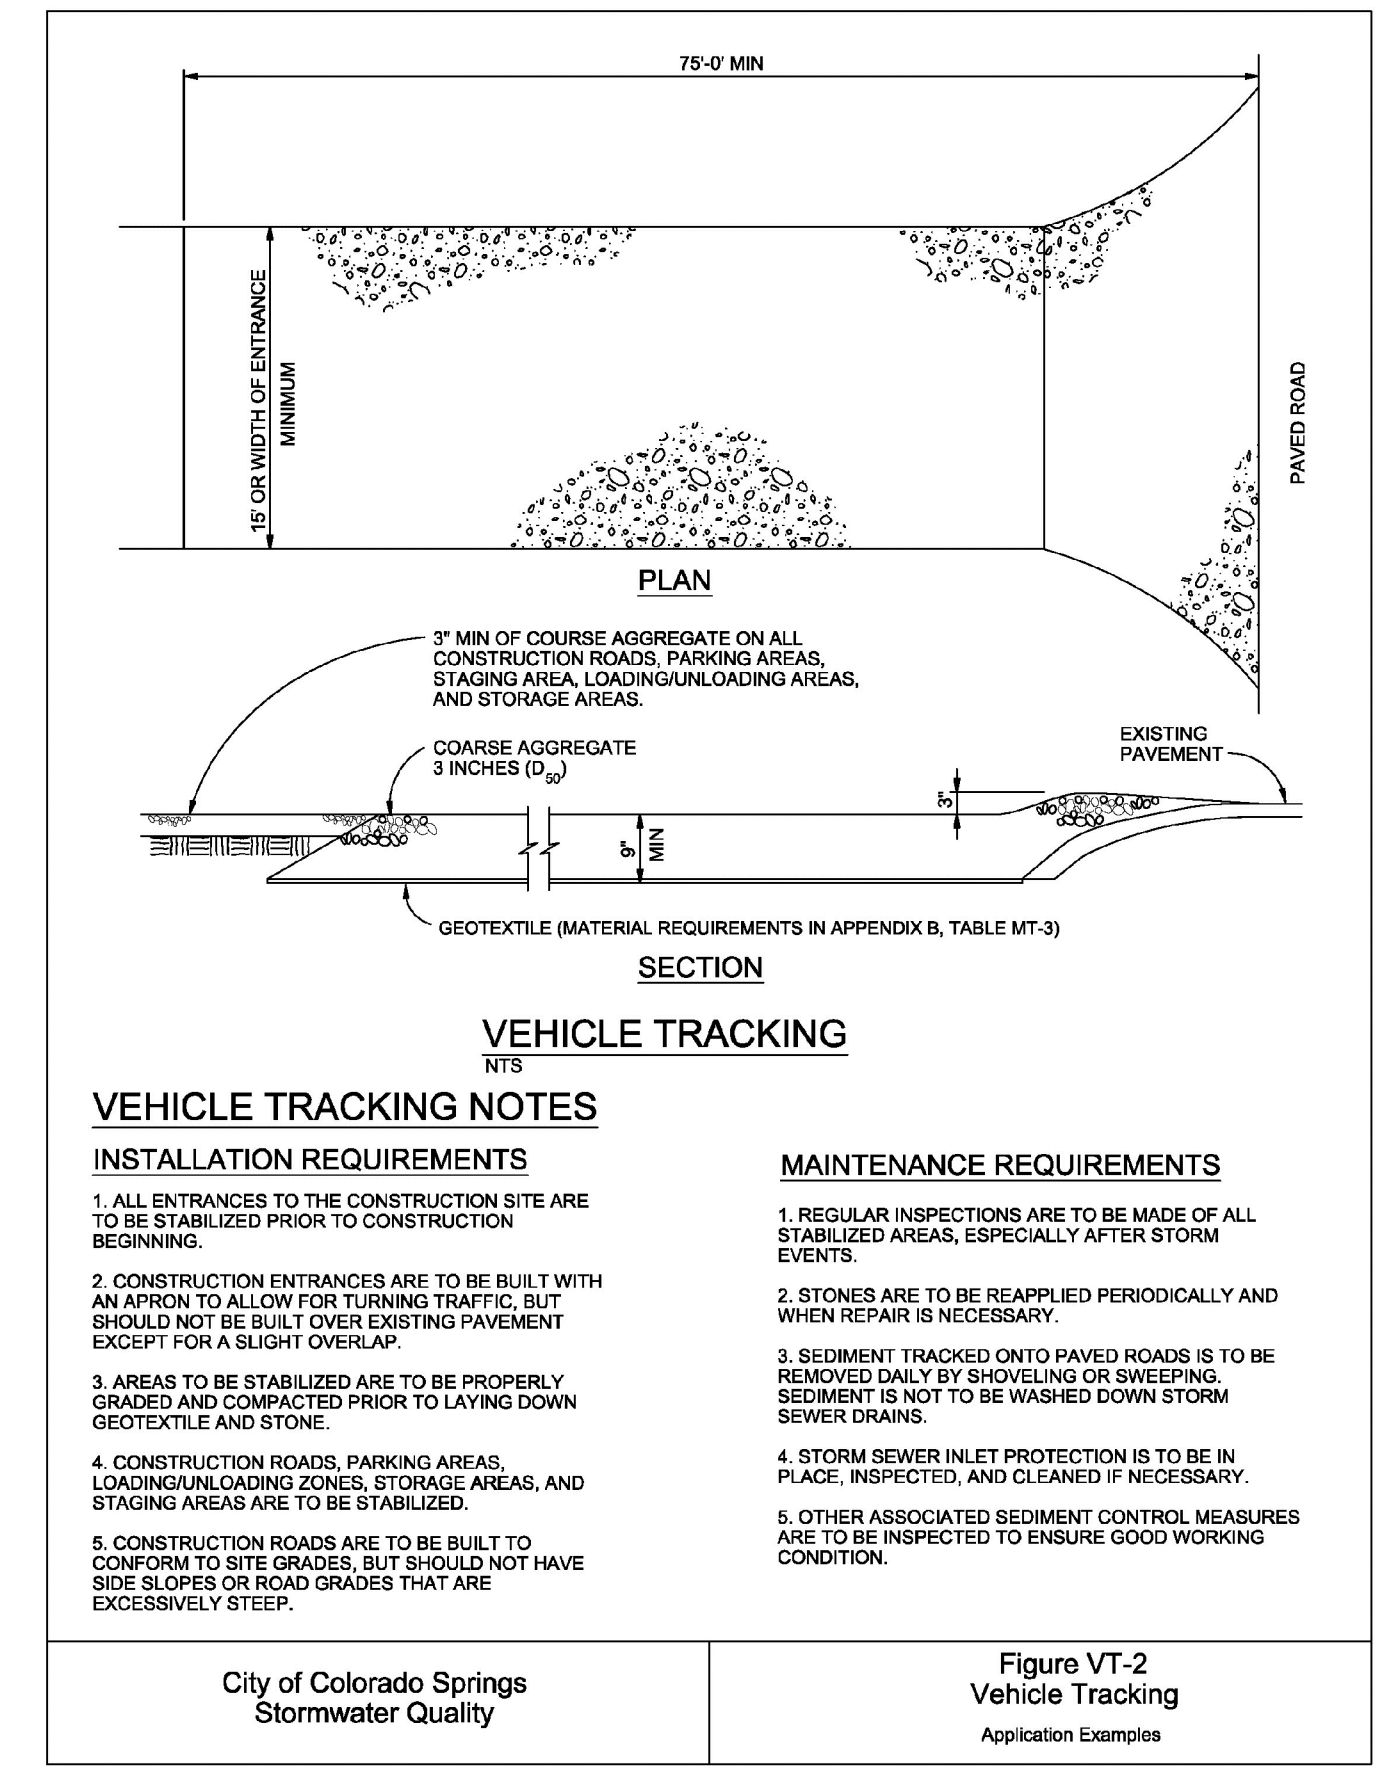 75'-0' MIN
15' OR WIDTH OF ENTRANCE
MINIMUM
PAVED ROAD
PLAN
3" MIN OF COURSE AGGREGATE ON ALL
CONSTRUCTION ROADS, PARKING AREAS,
STAGING AREA, LOADING/UNLOADING AREAS,
AND STORAGE AREAS.
COARSE AGGREGATE
3 INCHES (D50)
EXISTING
PAVEMENT
3"
9"
MIN
GEOTEXTILE (MATERIAL REQUIREMENTS IN APPENDIX B, TABLE MT-3)
SECTION
VEHICLE TRACKING
NTS
VEHICLE TRACKING NOTES
INSTALLATION REQUIREMENTS
1. ALL ENTRANCES TO THE CONSTRUCTION SITE ARE
TO BE STABILIZED PRIOR TO CONSTRUCTION
BEGINNING.
2. CONSTRUCTION ENTRANCES ARE TO BE BUILT WITH
AN APRON TO ALLOW FOR TURNING TRAFFIC, BUT
SHOULD NOT BE BUILT OVER EXISTING PAVEMENT
EXCEPT FOR A SLIGHT OVERLAP.
3. AREAS TO BE STABILIZED ARE TO BE PROPERLY
GRADED AND COMPACTED PRIOR TO LAYING DOWN
GEOTEXTILE AND STONE.
4. CONSTRUCTION ROADS, PARKING AREAS,
LOADING/UNLOADING ZONES, STORAGE AREAS, AND
STAGING AREAS ARE TO BE STABILIZED.
5. CONSTRUCTION ROADS ARE TO BE BUILT TO
CONFORM TO SITE GRADES, BUT SHOULD NOT HAVE
SIDE SLOPES OR ROAD GRADES THAT ARE
EXCESSIVELY STEEP.
MAINTENANCE REQUIREMENTS
1. REGULAR INSPECTIONS ARE TO BE MADE OF ALL
STABILIZED AREAS, ESPECIALLY AFTER STORM
EVENTS.
2. STONES ARE TO BE REAPPLIED PERIODICALLY AND
WHEN REPAIR IS NECESSARY.
3. SEDIMENT TRACKED ONTO PAVED ROADS IS TO BE
REMOVED DAILY BY SHOVELING OR SWEEPING.
SEDIMENT IS NOT TO BE WASHED DOWN STORM
SEWER DRAINS.
4. STORM SEWER INLET PROTECTION IS TO BE IN
PLACE, INSPECTED, AND CLEANED IF NECESSARY.
5. OTHER ASSOCIATED SEDIMENT CONTROL MEASURES
ARE TO BE INSPECTED TO ENSURE GOOD WORKING
CONDITION.
City of Colorado Springs
Stormwater Quality
Figure VT-2
Vehicle Tracking
Application Examples